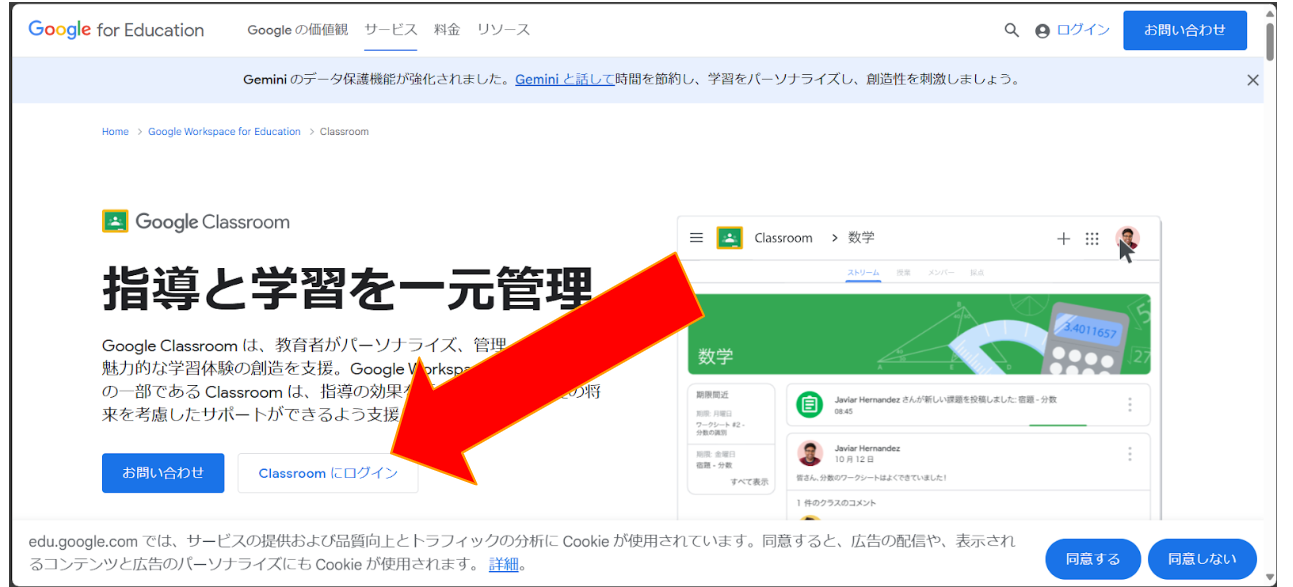 Google for Education Google の価値観 サービス 料金 リソース ログイン お問い合わせ
Gemini のデータ保護機能が強化されました。Gemini と話して時間を節約し、学習をパーソナライズし、創造性を刺激しましょう。
Home > Google Workspace for Education > Classroom
Google Classroom
指導と学習を一元管理
Google Classroom は、教育者がパーソナライズ、管理
魅力的な学習体験の創造を支援。Google Workspa
の一部である Classroom は、指導の効果を の将
来を考慮したサポートができるよう支援
お問い合わせ
Classroom にログイン
Classroom > 数学
ストリーム 授業 メンバー 採点
3.4011657
5
27
数学
期限間近
期限: 月曜日
ワークシート #2 -
分数の識別
期限: 金曜日
宿題 - 分数
すべて表示
Javiar Hernandez さんが新しい課題を投稿しました: 宿題 - 分数
08.45
Javiar Hernandez
10 月 12 日
皆さん、分数のワークシートはよくできていました!
1 件のクラスのコメント
edu.google.com では、サービスの提供および品質向上とトラフィックの分析に Cookie が使用されています。同意すると、広告の配信や、表示され
るコンテンツと広告のパーソナライズにも Cookie が使用されます。 詳細。
同意する
同意しない